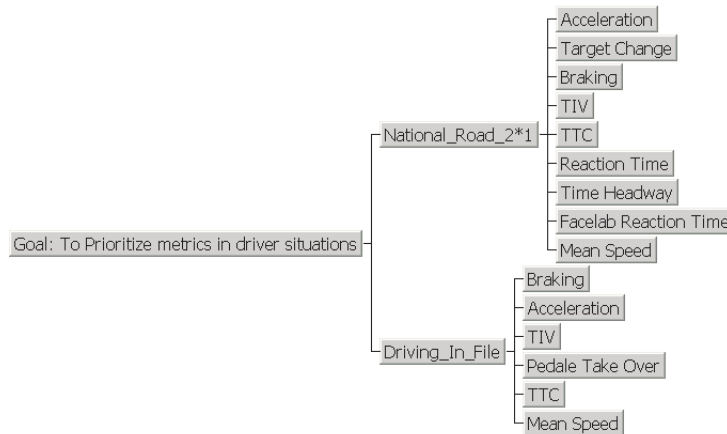 Acceleration
Target Change
Braking
TIV
National_Road_2*1
TTC
Reaction Time
Time Headway
Facelab Reaction Time
Goal: To Prioritize metrics in driver situations
Mean Speed
Braking
Acceleration
TIV
Driving_In_File
Pedale Take Over
TTC
Mean Speed